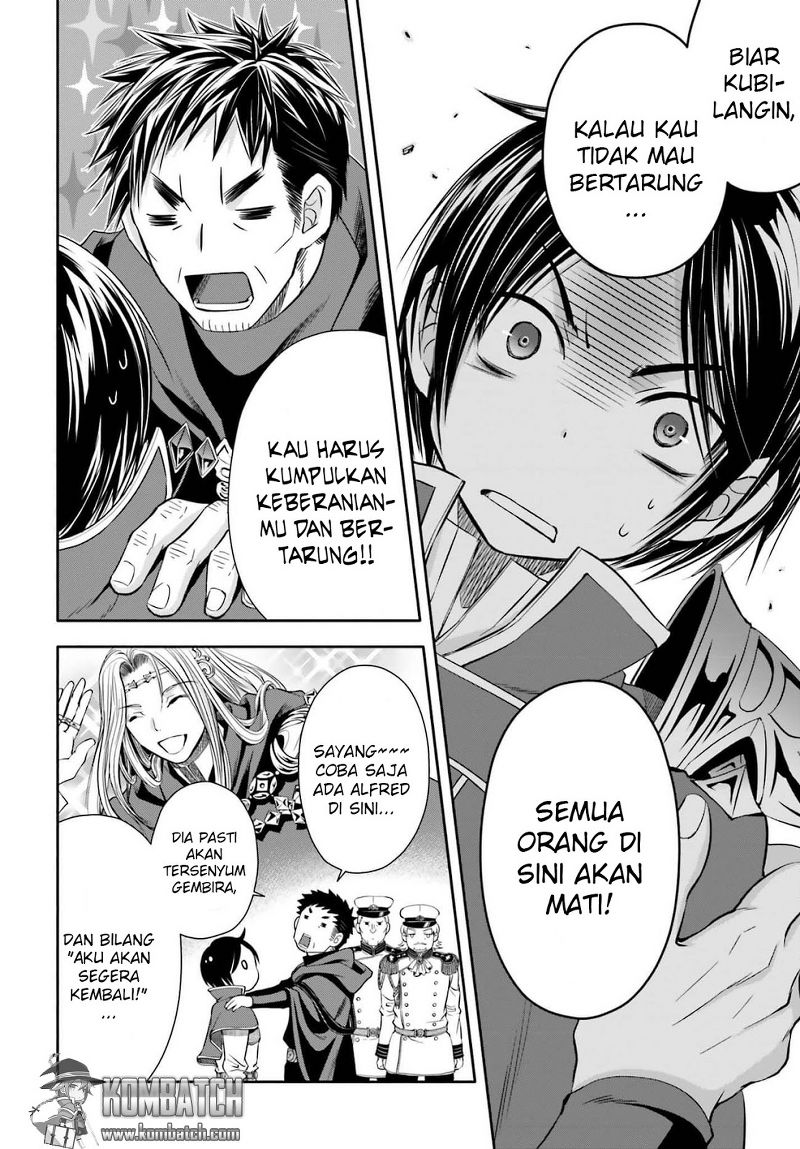 BIAR
KUBI-
LANGIN,
KALAU KAU
TIDAK MAU
BERTARUNG
...
SEMUA
ORANG DI
SINI AKAN
MATI!
KAU HARUS
KUMPULKAN
KEBERANIAN-
MU DAN BER-
TARUNG!!
SAYANG~~~
COBA SAJA
ADA ALFRED
DI SINI...
DIA PASTI
AKAN
TERSENYUM
GEMBIRA,
DAN BILANG
"AKU AKAN
SEGERA
KEMBALI!"
...
KOMBATCH
www.kombatch.com